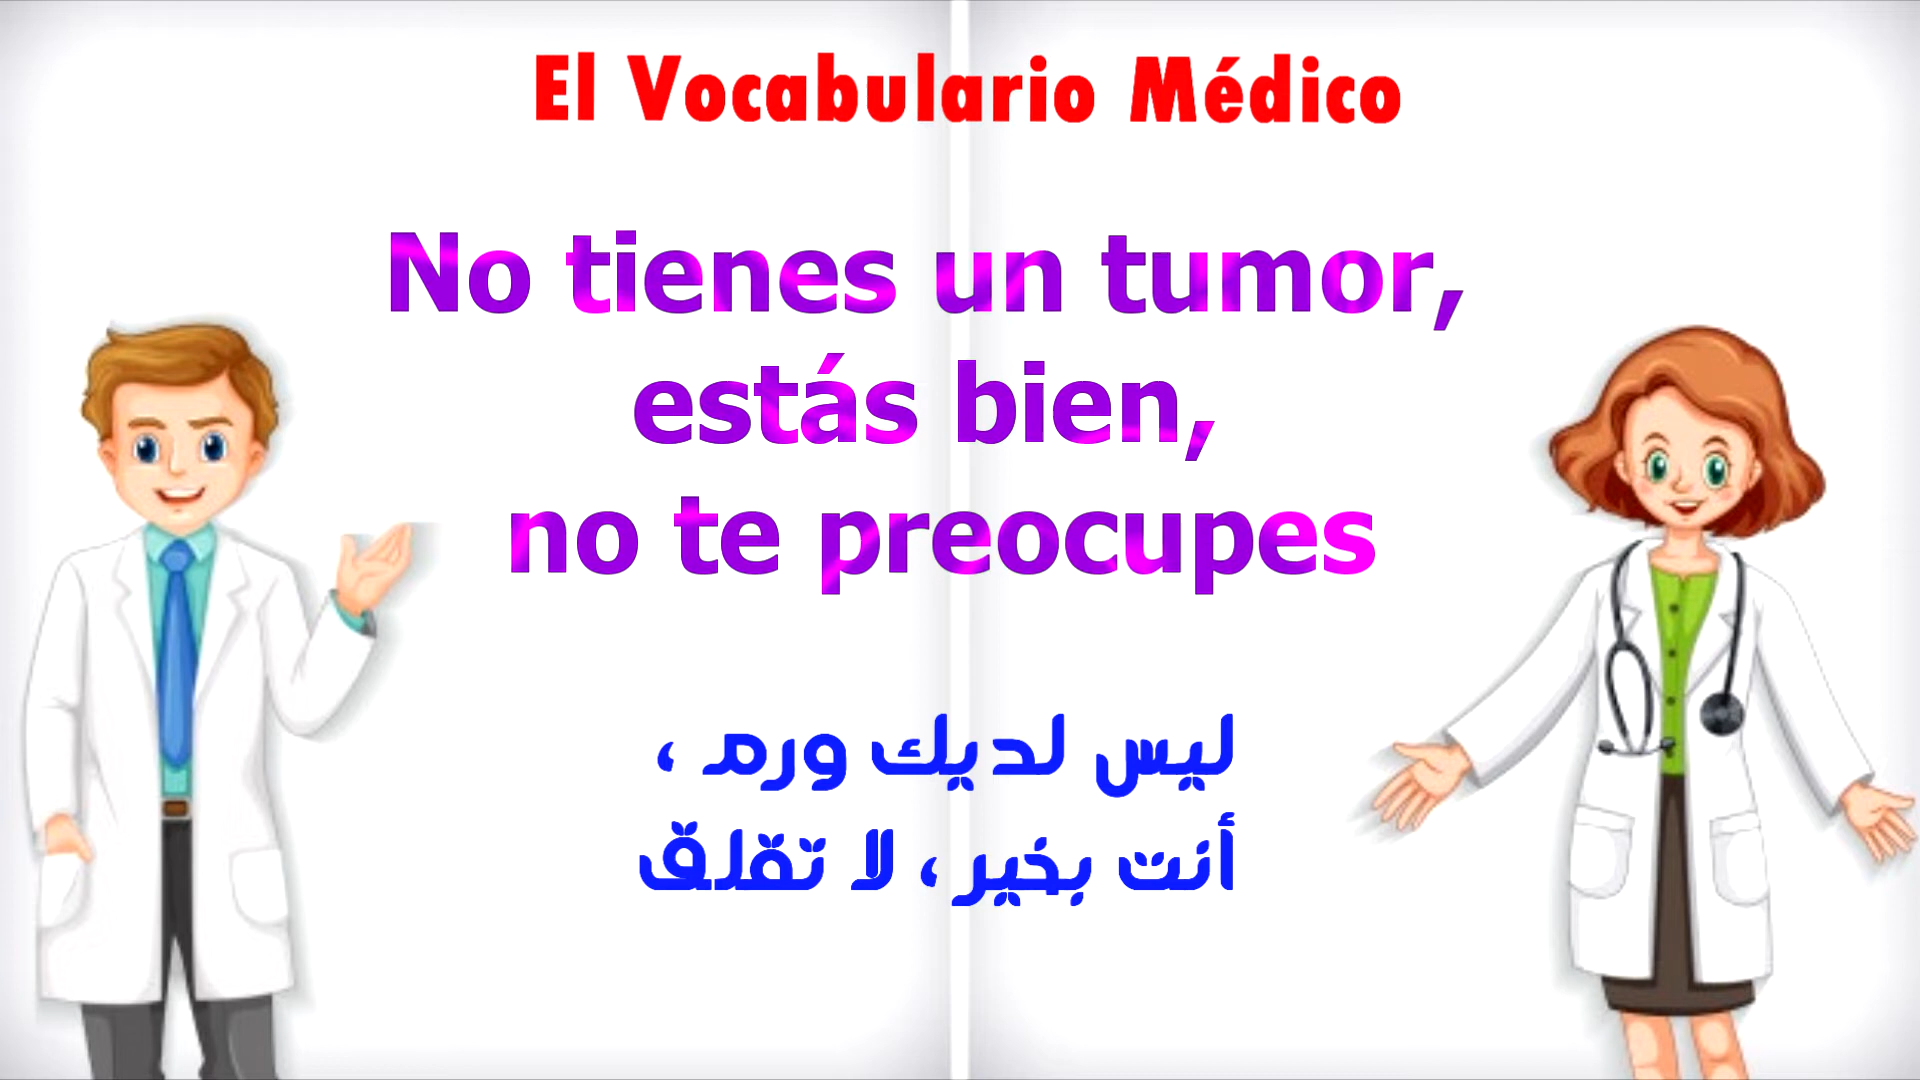 El Vocabulario Médico
No tienes un tumor,
estás bien,
no te preocupes
ليس لديك ورم ،
أنت بخير، لا تقلق